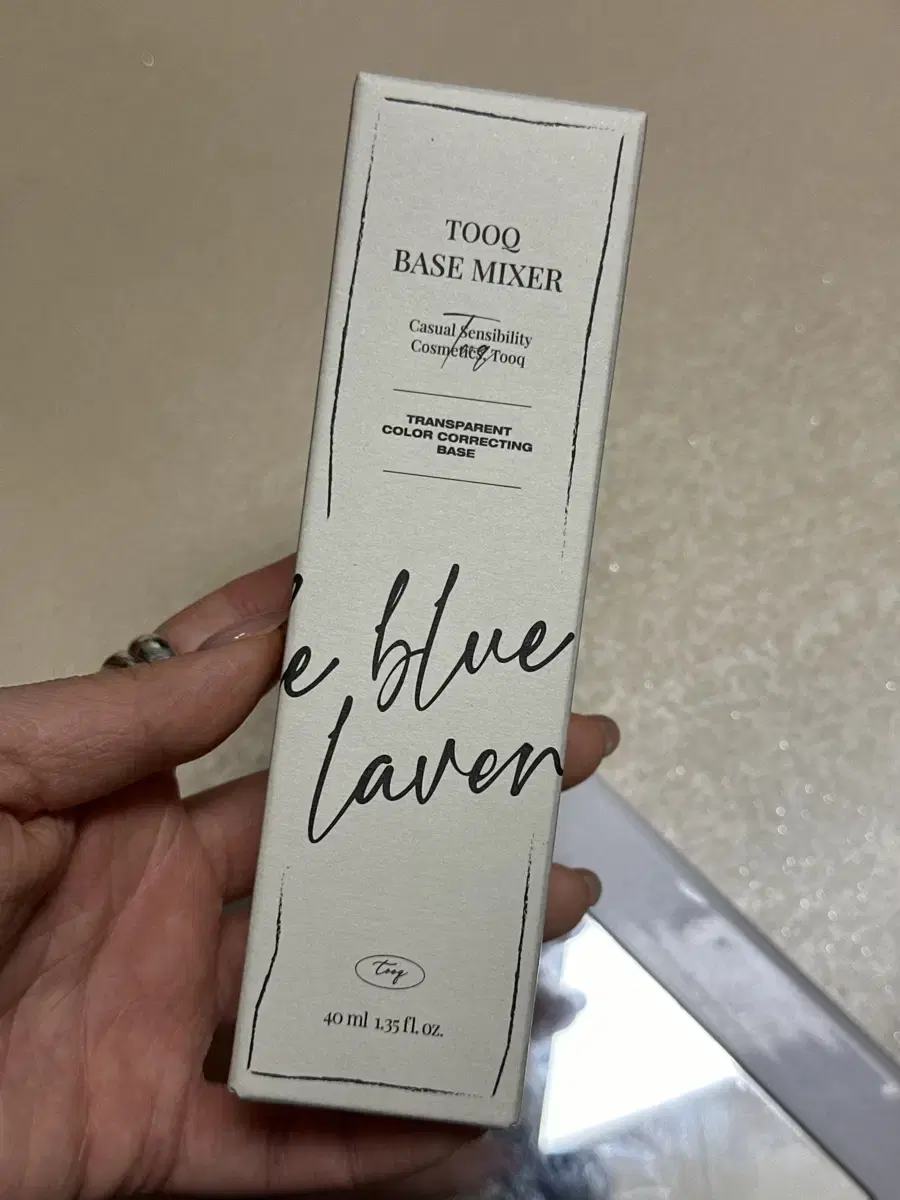 TOOQ
BASE MIXER
Casual Sensibility
Cosmetics, Tooq
Tooq
TRANSPARENT
COLOR CORRECTING
BASE
e blue
laven
tooq
40 ml 1.35 fl. oz.